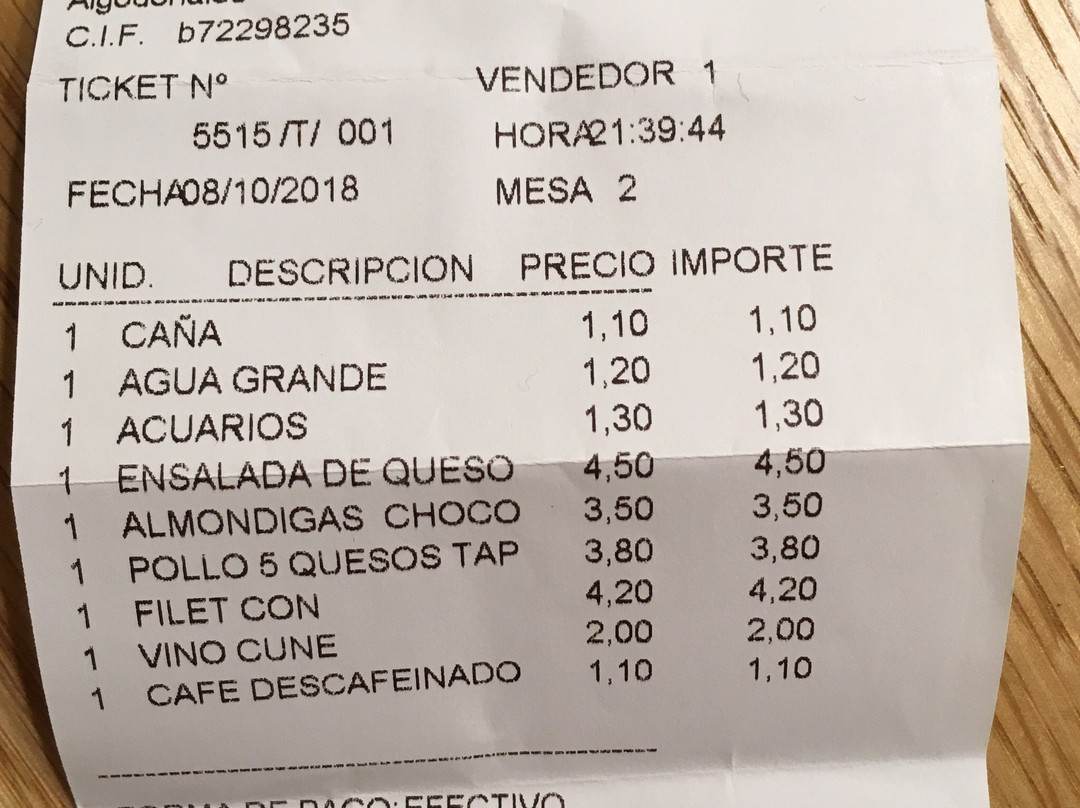 C.I.F. b72298235
TICKET Nº VENDEDOR 1
5515 /T/ 001 HORA21:39:44
FECHA08/10/2018 MESA 2
UNID. DESCRIPCION PRECIO IMPORTE
1 CAÑA 1,10 1,10
1 AGUA GRANDE 1,20 1,20
1 ACUARIOS 1,30 1,30
1 ENSALADA DE QUESO 4,50 4,50
1 ALMONDIGAS CHOCO 3,50 3,50
1 POLLO 5 QUESOS TAP 3,80 3,80
1 FILET CON 4,20 4,20
1 VINO CUNE 2,00 2,00
1 CAFE DESCAFEINADO 1,10 1,10
FORMA DE PAGO: EFECTIVO